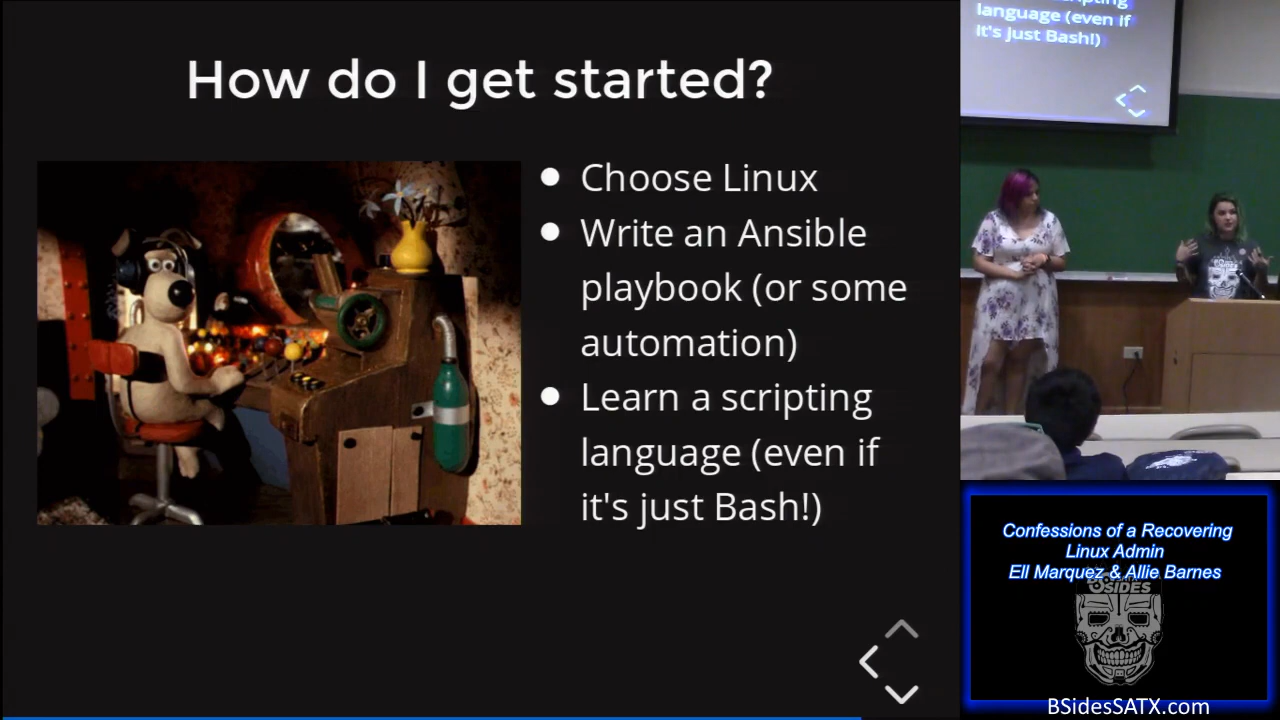 How do I get started?
Choose Linux
Write an Ansible
playbook (or some
automation)
Learn a scripting
language (even if
it's just Bash!)
language (even if
it's just Bash!)
Confessions of a Recovering
Linux Admin
Ell Marquez & Allie Barnes
BSIDES
BSidesSATX.com